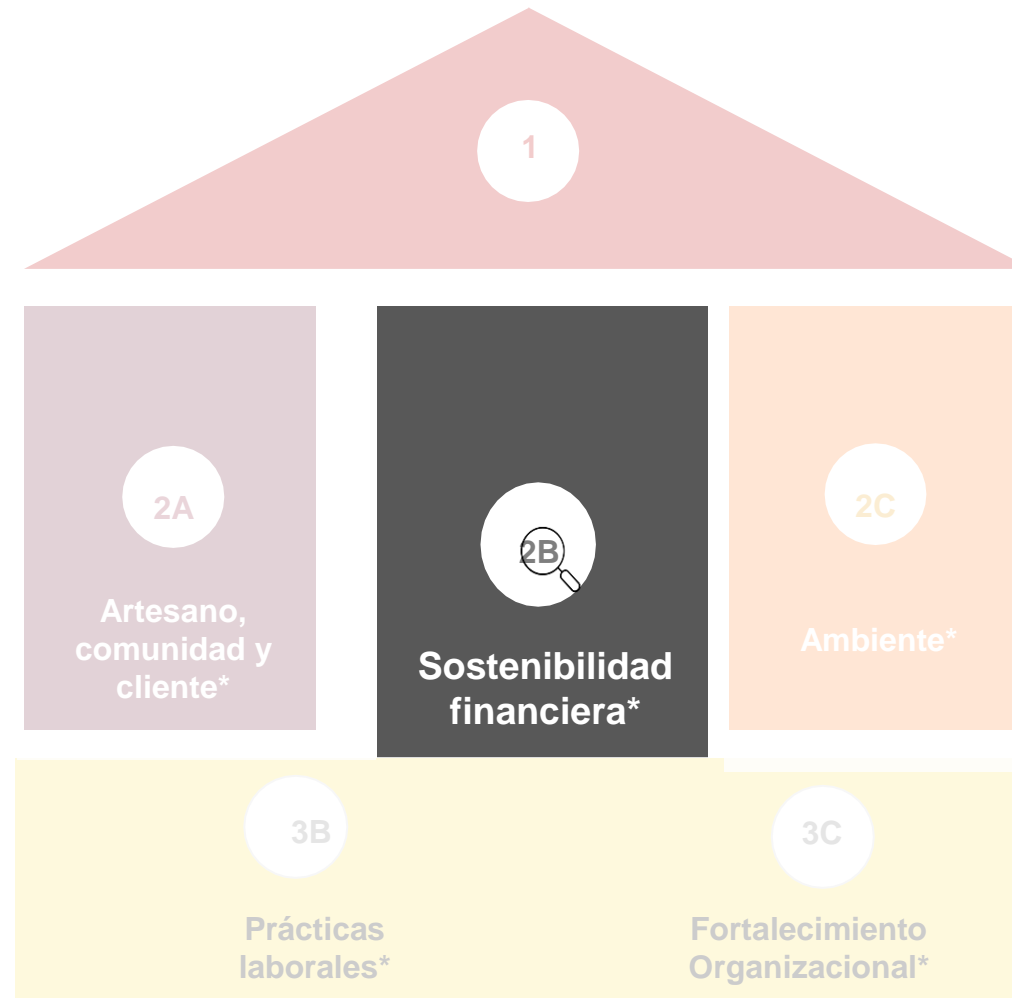 1
2A
Artesano,
comunidad y
cliente*
2B
Sostenibilidad
financiera*
2C
Ambiente*
3B
Prácticas
laborales*
3C
Fortalecimiento
Organizacional*